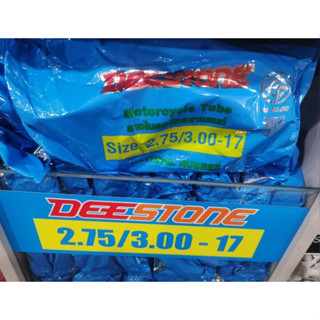 DEESTONE
Motorcycle Tube
Size 2.75/3.00-17
DEESTONE
2.75/3.00 - 17